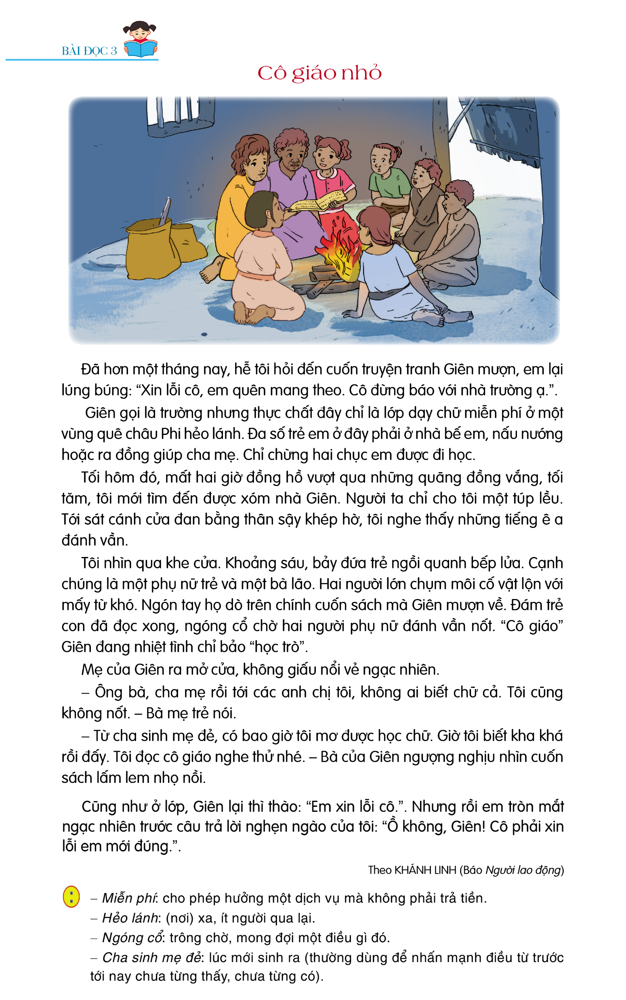 BÀI ĐỌC 3
Cô giáo nhỏ
Đã hơn một tháng nay, hễ tôi hỏi đến cuốn truyện tranh Giên mượn, em lại
lúng búng: “Xin lỗi cô, em quên mang theo. Cô đừng báo với nhà trường ạ.”.
Giên gọi là trường nhưng thực chất đây chỉ là lớp dạy chữ miễn phí ở một
vùng quê châu Phi hẻo lánh. Đa số trẻ em ở đây phải ở nhà bế em, nấu nướng
hoặc ra đồng giúp cha mẹ. Chỉ chừng hai chục em được đi học.
Tối hôm đó, mất hai giờ đồng hồ vượt qua những quãng đồng vắng, tối
tăm, tôi mới tìm đến được xóm nhà Giên. Người ta chỉ cho tôi một túp lều.
Tới sát cánh cửa đan bằng thân sậy khép hờ, tôi nghe thấy những tiếng ê a
đánh vần.
Tôi nhìn qua khe cửa. Khoảng sáu, bảy đứa trẻ ngồi quanh bếp lửa. Cạnh
chúng là một phụ nữ trẻ và một bà lão. Hai người lớn chụm môi cố vật lộn với
mấy từ khó. Ngón tay họ dò trên chính cuốn sách mà Giên mượn về. Đám trẻ
con đã đọc xong, ngóng cổ chờ hai người phụ nữ đánh vần nốt. “Cô giáo”
Giên đang nhiệt tình chỉ bảo “học trò”.
Mẹ của Giên ra mở cửa, không giấu nổi vẻ ngạc nhiên.
– Ông bà, cha mẹ rồi tới các anh chị tôi, không ai biết chữ cả. Tôi cũng
không nốt. – Bà mẹ trẻ nói.
– Từ cha sinh mẹ đẻ, có bao giờ tôi mơ được học chữ. Giờ tôi biết kha khá
rồi đấy. Tôi đọc cô giáo nghe thử nhé. – Bà của Giên ngượng nghịu nhìn cuốn
sách lấm lem nhọ nồi.
Cũng như ở lớp, Giên lại thì thào: “Em xin lỗi cô.”. Nhưng rồi em tròn mắt
ngạc nhiên trước câu trả lời nghẹn ngào của tôi: “Ồ không, Giên! Cô phải xin
lỗi em mới đúng.”.
Theo KHÁNH LINH (Báo Người lao động)
– Miễn phí: cho phép hưởng một dịch vụ mà không phải trả tiền.
– Hẻo lánh: (nơi) xa, ít người qua lại.
– Ngóng cổ: trông chờ, mong đợi một điều gì đó.
– Cha sinh mẹ đẻ: lúc mới sinh ra (thường dùng để nhấn mạnh điều từ trước
tới nay chưa từng thấy, chưa từng có).